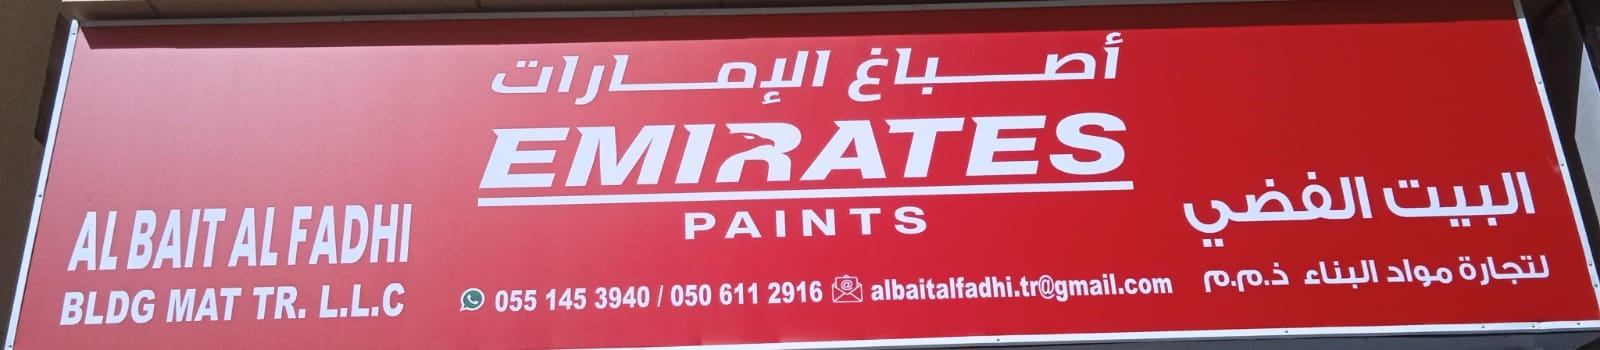 أصباغ الإمارات
EMIRATES
PAINTS
AL BAIT AL FADHI
BLDG MAT TR. L.L.C
055 145 3940 / 050 611 2916 albaitalfadhi.tr@gmail.com
البيت الفضي
لتجارة مواد البناء ذ.م.م